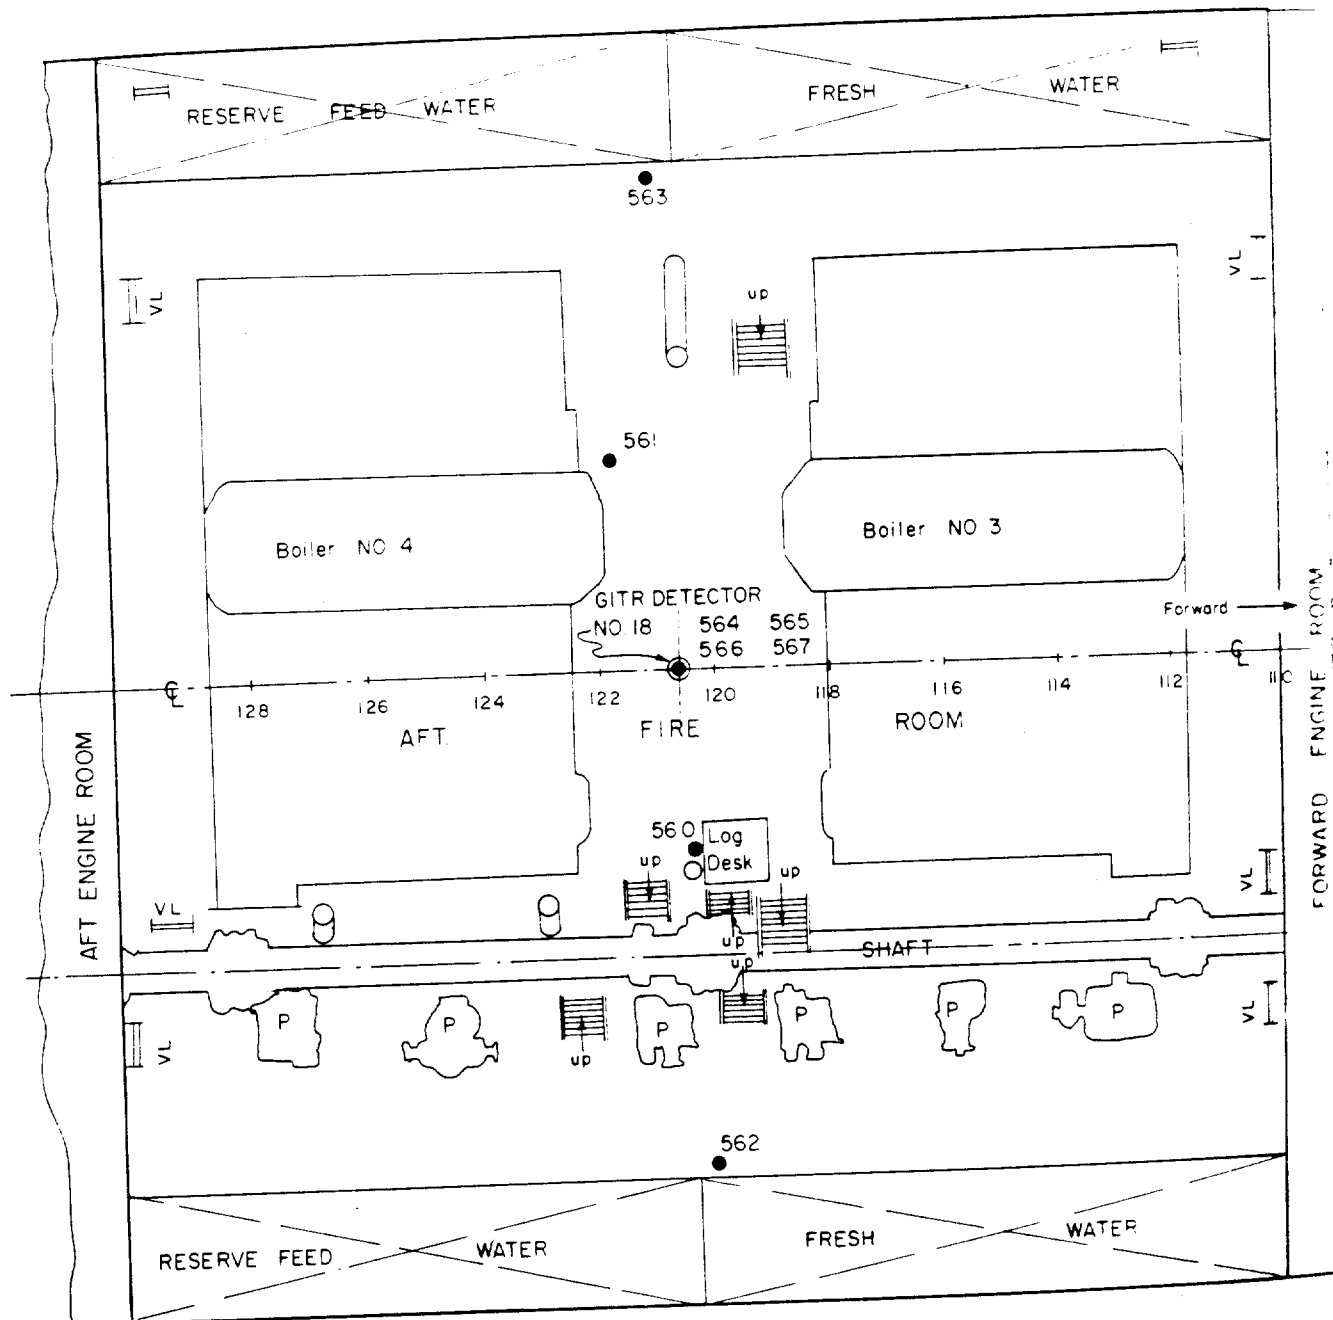 RESERVE FEED WATER
FRESH WATER
563
VL
VL
up
561
Boiler NO 4
Boiler NO 3
GITR DETECTOR
NO 18
564 565
566 567
Forward
128 126 124 122 120 118 116 114 112 110
AFT FIRE ROOM
AFT ENGINE ROOM
FORWARD ENGINE ROOM
560
Log
Desk
up
up
VL
VL
up
up
SHAFT
P
P
P
P
P
P
VL
VL
up
562
RESERVE FEED WATER
FRESH WATER